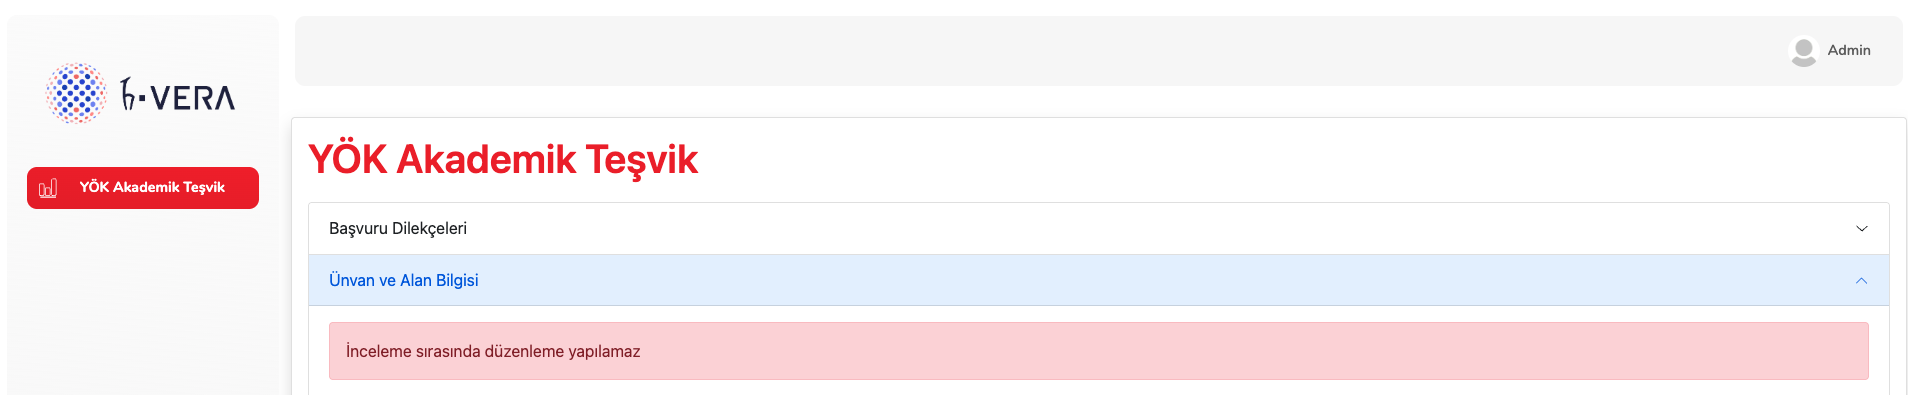 h·VERA
Admin
YÖK Akademik Teşvik
YÖK Akademik Teşvik
Başvuru Dilekçeleri
Ünvan ve Alan Bilgisi
İnceleme sırasında düzenleme yapılamaz